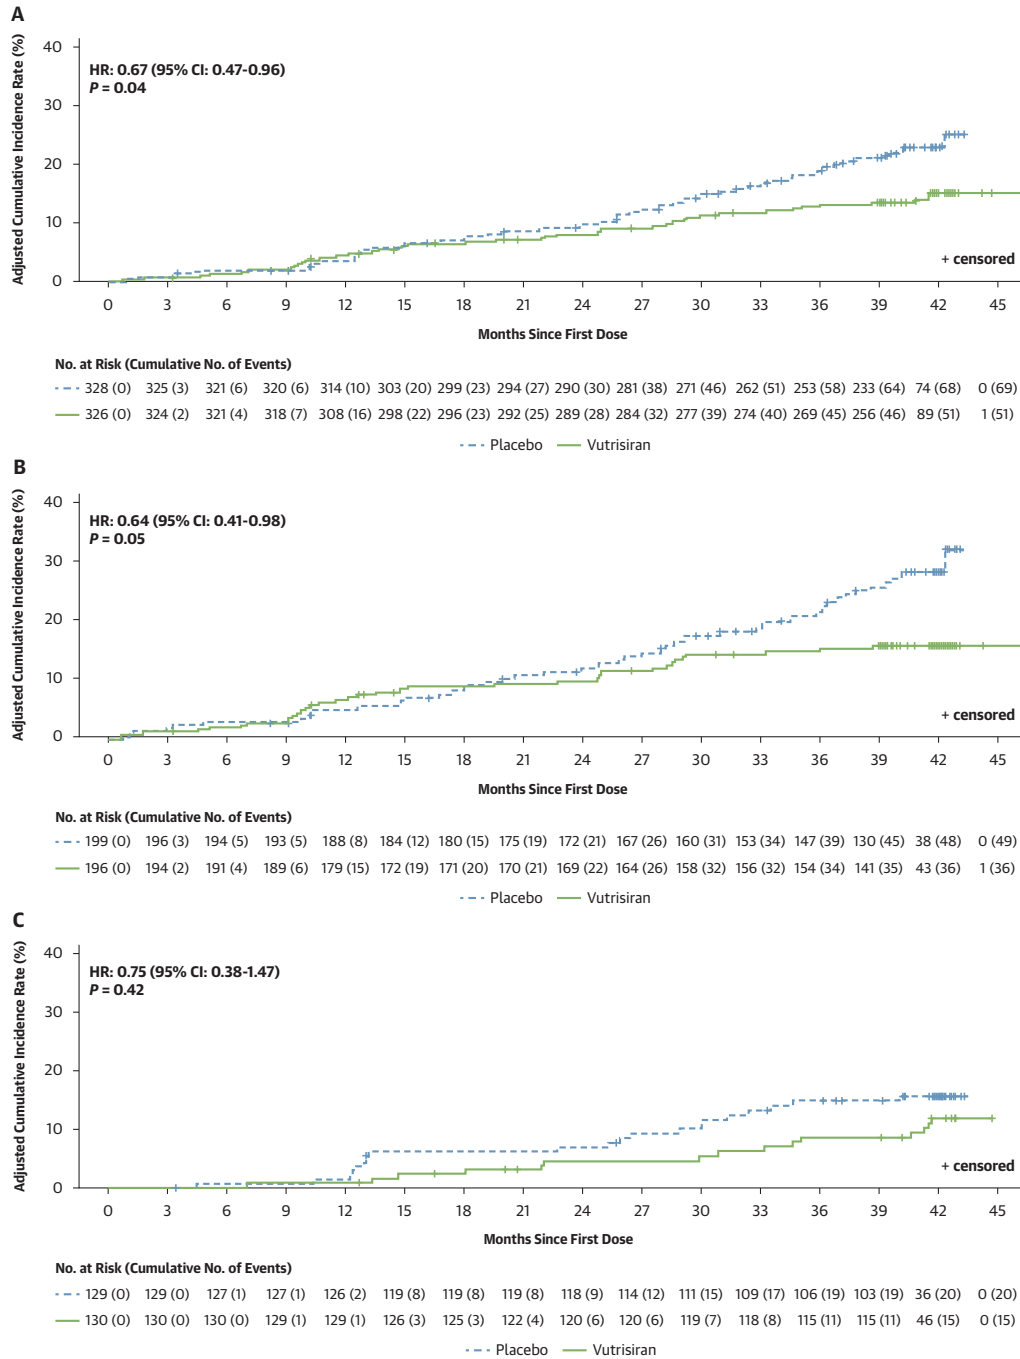 A
Adjusted Cumulative Incidence Rate (%)
40
30
20
10
0
HR: 0.67 (95% CI: 0.47-0.96)
P = 0.04
+ censored
0 3 6 9 12 15 18 21 24 27 30 33 36 39 42 45
Months Since First Dose
No. at Risk (Cumulative No. of Events)
328 (0) 325 (3) 321 (6) 320 (6) 314 (10) 303 (20) 299 (23) 294 (27) 290 (30) 281 (38) 271 (46) 262 (51) 253 (58) 233 (64) 74 (68) 0 (69)
326 (0) 324 (2) 321 (4) 318 (7) 308 (16) 298 (22) 296 (23) 292 (25) 289 (28) 284 (32) 277 (39) 274 (40) 269 (45) 256 (46) 89 (51) 1 (51)
Placebo Vutrisiran
B
Adjusted Cumulative Incidence Rate (%)
40
30
20
10
0
HR: 0.64 (95% CI: 0.41-0.98)
P = 0.05
+ censored
0 3 6 9 12 15 18 21 24 27 30 33 36 39 42 45
Months Since First Dose
No. at Risk (Cumulative No. of Events)
199 (0) 196 (3) 194 (5) 193 (5) 188 (8) 184 (12) 180 (15) 175 (19) 172 (21) 167 (26) 160 (31) 153 (34) 147 (39) 130 (45) 38 (48) 0 (49)
196 (0) 194 (2) 191 (4) 189 (6) 179 (15) 172 (19) 171 (20) 170 (21) 169 (22) 164 (26) 158 (32) 156 (32) 154 (34) 141 (35) 43 (36) 1 (36)
Placebo Vutrisiran
C
Adjusted Cumulative Incidence Rate (%)
40
30
20
10
0
HR: 0.75 (95% CI: 0.38-1.47)
P = 0.42
+ censored
0 3 6 9 12 15 18 21 24 27 30 33 36 39 42 45
Months Since First Dose
No. at Risk (Cumulative No. of Events)
129 (0) 129 (0) 127 (1) 127 (1) 126 (2) 119 (8) 119 (8) 119 (8) 118 (9) 114 (12) 111 (15) 109 (17) 106 (19) 103 (19) 36 (20) 0 (20)
130 (0) 130 (0) 130 (0) 129 (1) 129 (1) 126 (3) 125 (3) 122 (4) 120 (6) 120 (6) 119 (7) 118 (8) 115 (11) 115 (11) 46 (15) 0 (15)
Placebo Vutrisiran